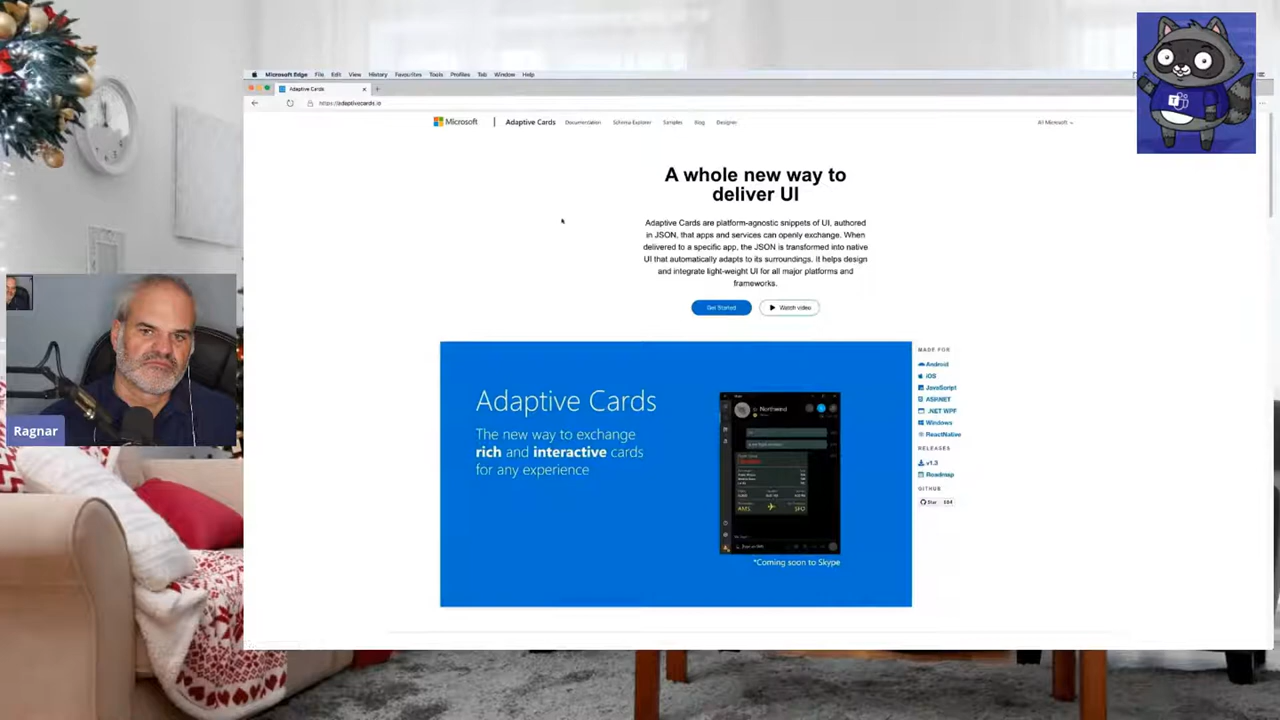 Microsoft Edge File Edit View History Favourites Tools Profiles Tab Window Help
Adaptive Cards
https://adaptivecards.io
Microsoft | Adaptive Cards Documentation Schema Explorer Samples Blog Designer All Microsoft
A whole new way to
deliver UI
Adaptive Cards are platform-agnostic snippets of UI, authored
in JSON, that apps and services can openly exchange. When
delivered to a specific app, the JSON is transformed into native
UI that automatically adapts to its surroundings. It helps design
and integrate light-weight UI for all major platforms and
frameworks.
Get Started Watch video
Adaptive Cards
The new way to exchange
rich and interactive cards
for any experience
Northwind
AMS SFO
*Coming soon to Skype
MADE FOR
Android
iOS
JavaScript
ASP.NET
.NET WPF
Windows
ReactNative
RELEASES
v1.3
Roadmap
GITHUB
Star
Ragnar
T